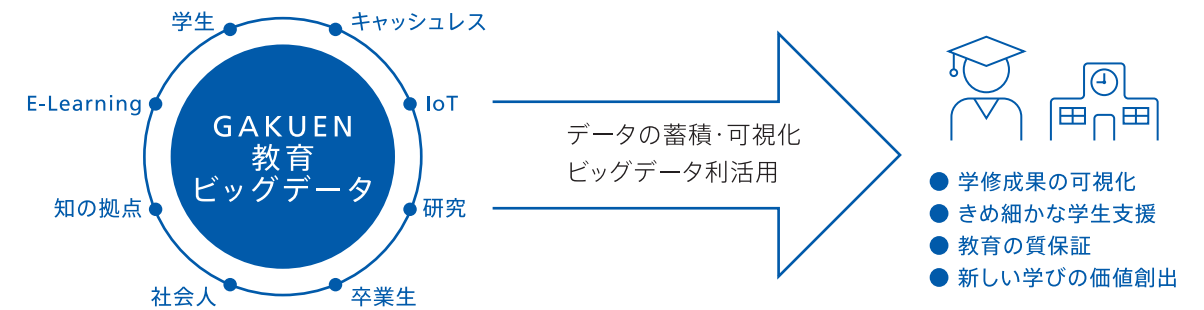 学生
キャッシュレス
E-Learning
IoT
GAKUEN
教育
ビッグデータ
知の拠点
研究
社会人
卒業生
データの蓄積・可視化
ビッグデータ利活用
学修成果の可視化
きめ細かな学生支援
教育の質保証
新しい学びの価値創出